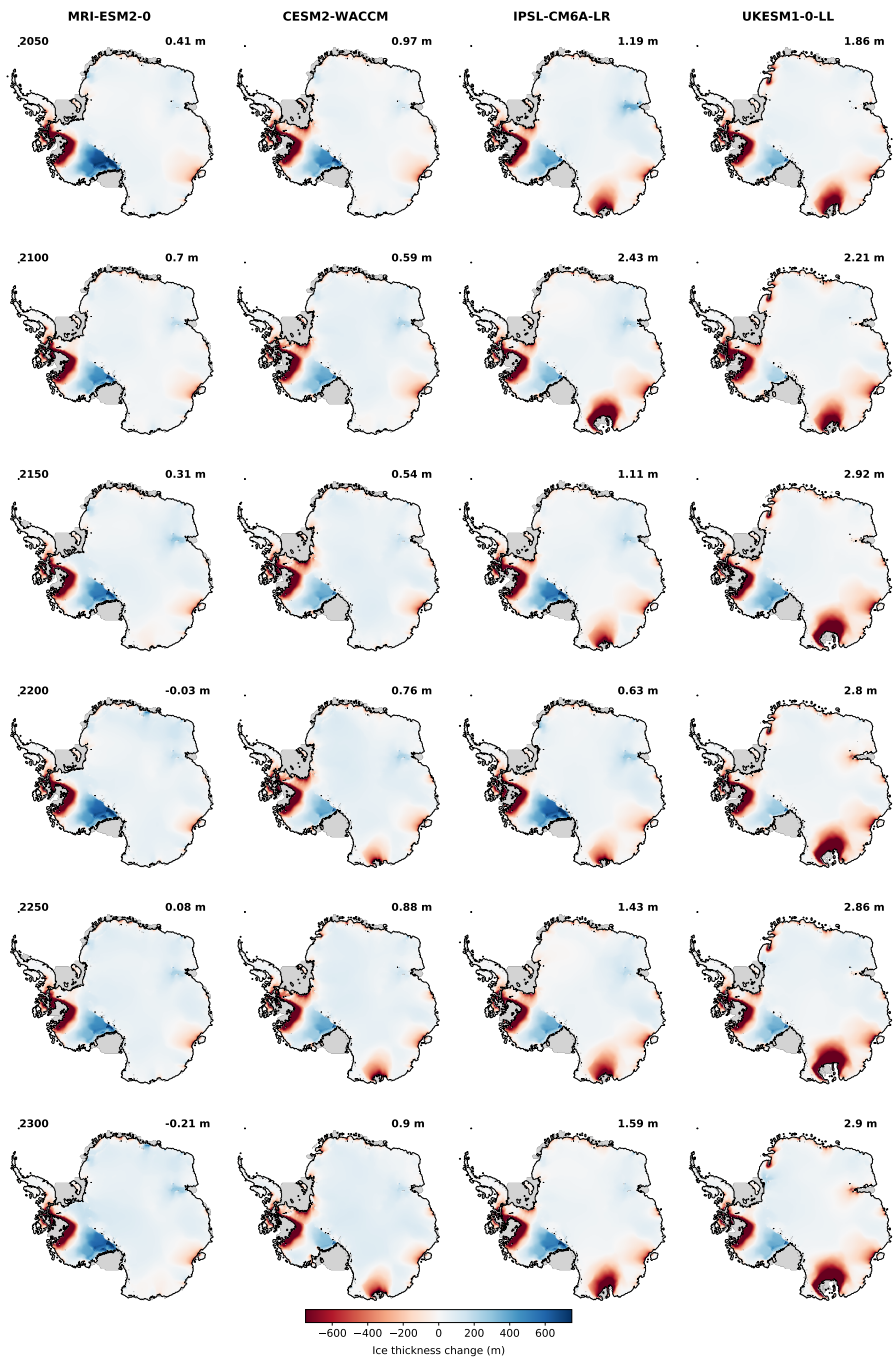 MRI-ESM2-0 CESM2-WACCM IPSL-CM6A-LR UKESM1-0-LL
2050 0.41 m 0.97 m 1.19 m 1.86 m
2100 0.7 m 0.59 m 2.43 m 2.21 m
2150 0.31 m 0.54 m 1.11 m 2.92 m
2200 -0.03 m 0.76 m 0.63 m 2.8 m
2250 0.08 m 0.88 m 1.43 m 2.86 m
2300 -0.21 m 0.9 m 1.59 m 2.9 m
−600 −400 −200 0 200 400 600
Ice thickness change (m)